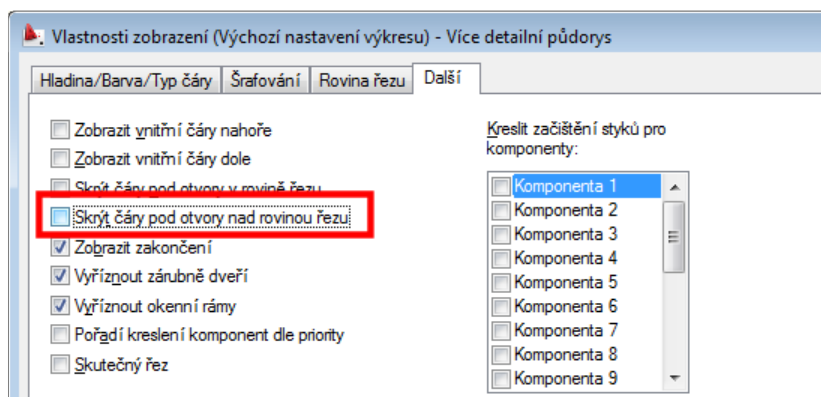 Vlastnosti zobrazení (Výchozí nastavení výkresu) - Více detailní půdorys
Hladina/Barva/Typ čáry Šrafování Rovina řezu Další
Zobrazit vnitřní čáry nahoře
Zobrazit vnitřní čáry dole
Skrýt čáry pod otvory v rovině řezu
Skrýt čáry pod otvory nad rovinou řezu
Zobrazit zakončení
Vyříznout zárubně dveří
Vyříznout okenní rámy
Pořadí kreslení komponent dle priority
Skutečný řez
Kreslit začištění styků pro
komponenty:
Komponenta 1
Komponenta 2
Komponenta 3
Komponenta 4
Komponenta 5
Komponenta 6
Komponenta 7
Komponenta 8
Komponenta 9